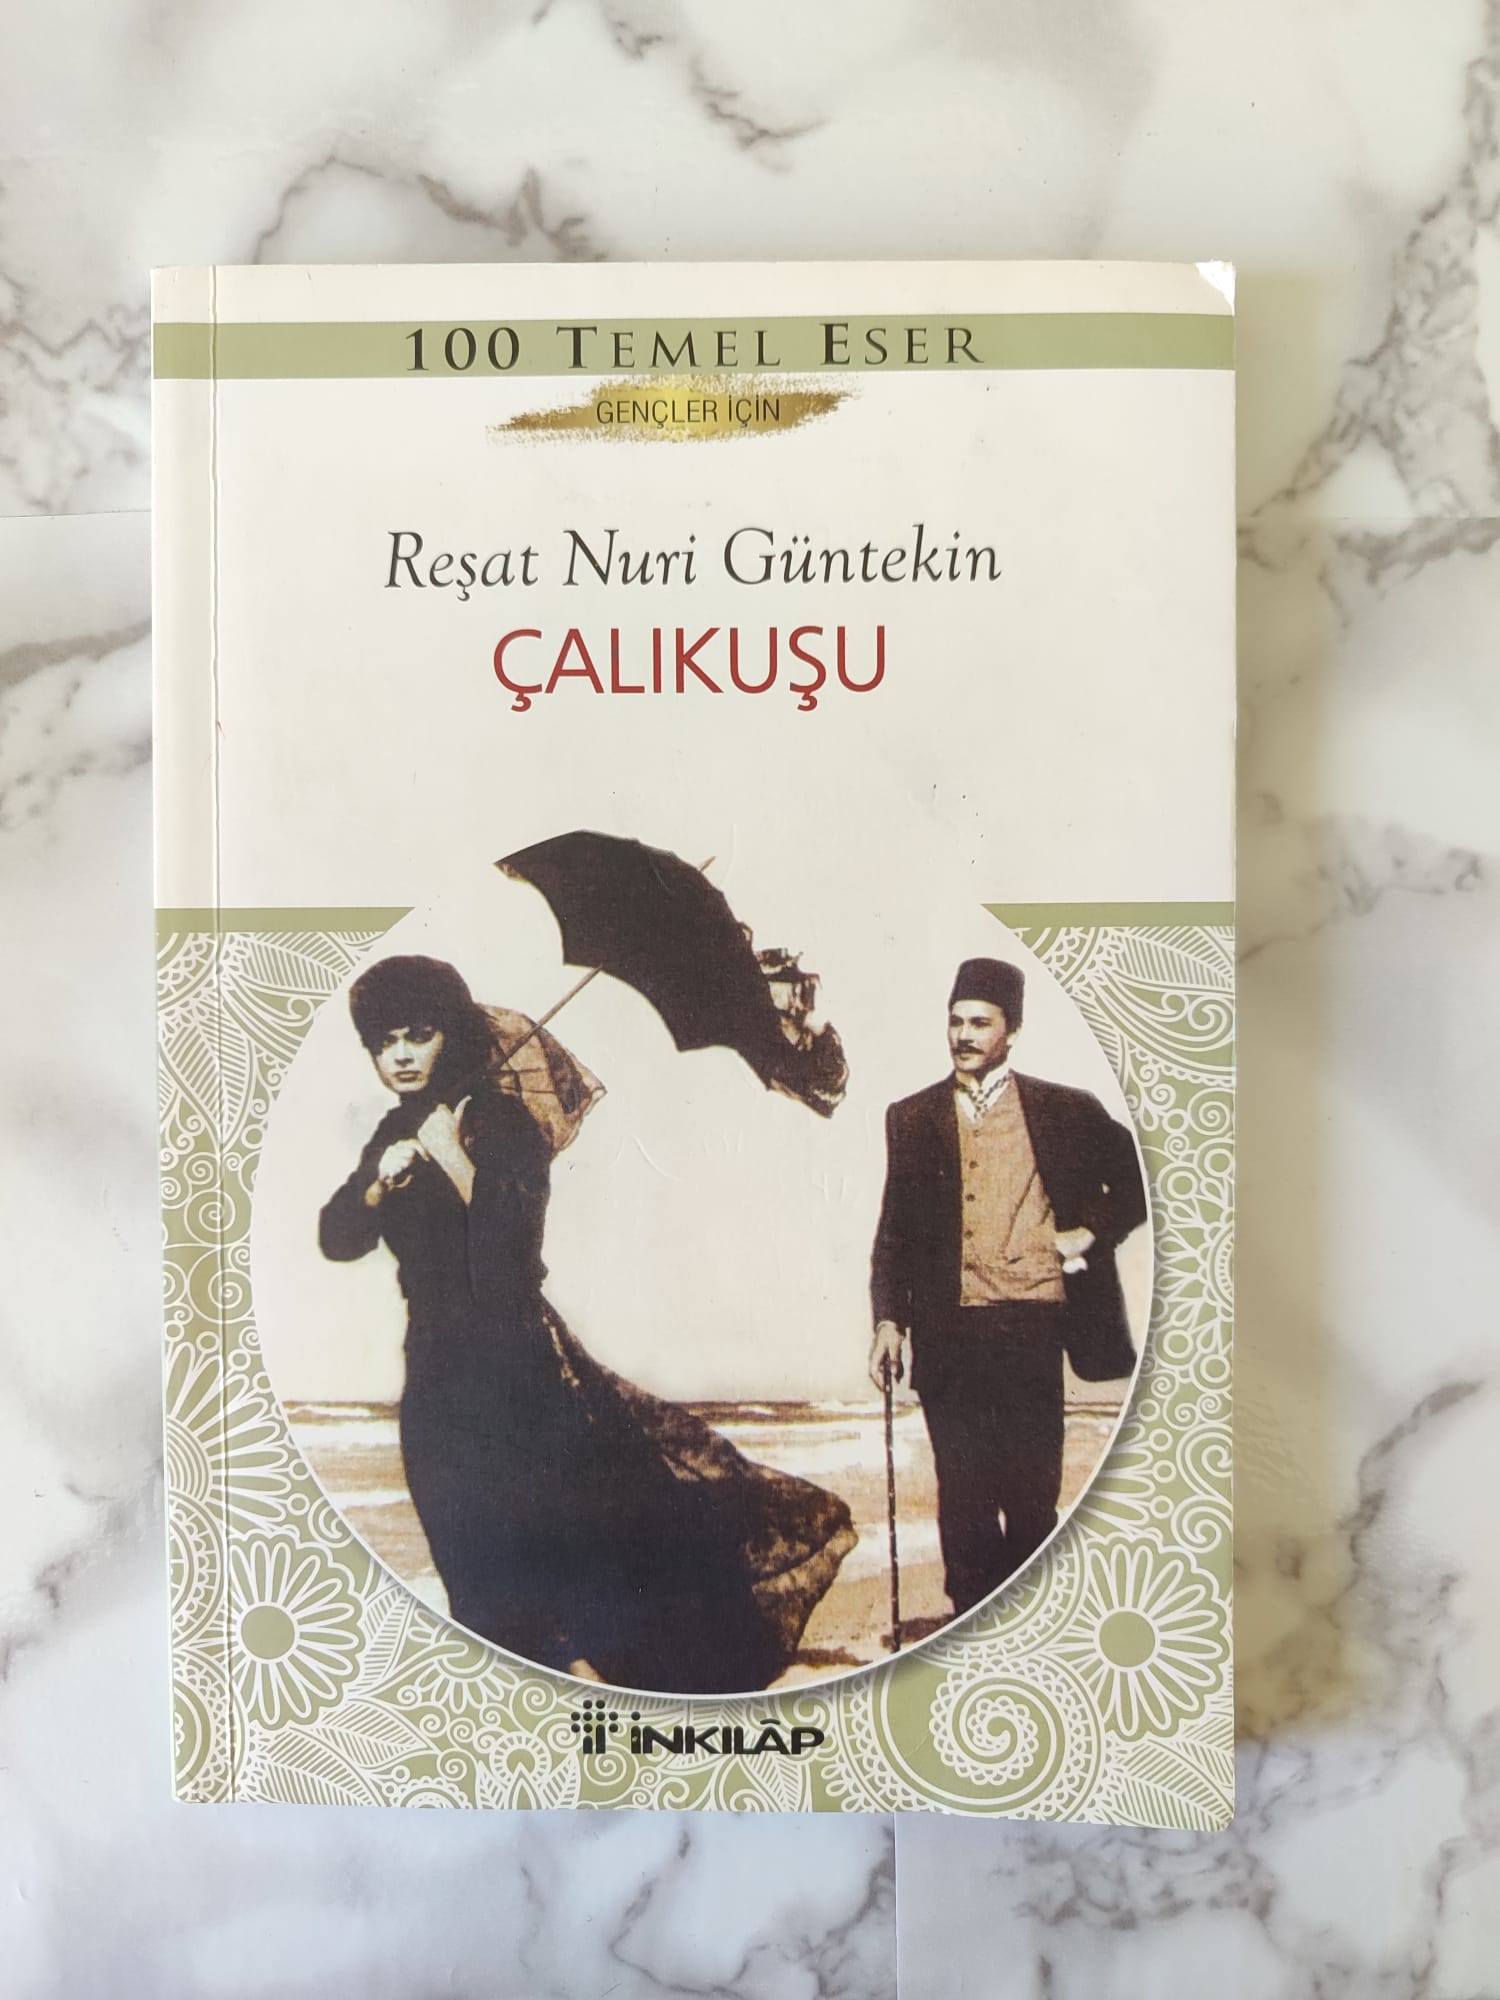 100 TEMEL ESER
GENÇLER İÇİN
Reşat Nuri Güntekin
ÇALIKUŞU
İNKILÂP